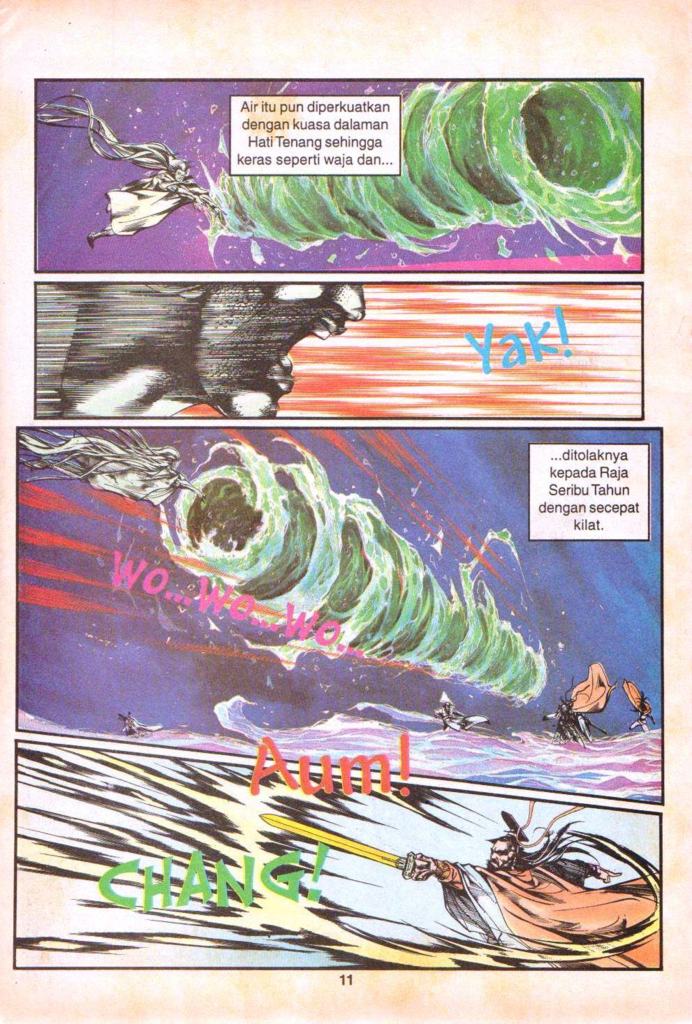 Air itu pun diperkuatkan
dengan kuasa dalaman
Hati Tenang sehingga
keras seperti waja dan...
Yak!
...ditolaknya
kepada Raja
Seribu Tahun
dengan secepat
kilat.
WO...WO...WO...
Aum!
CHANG!
11